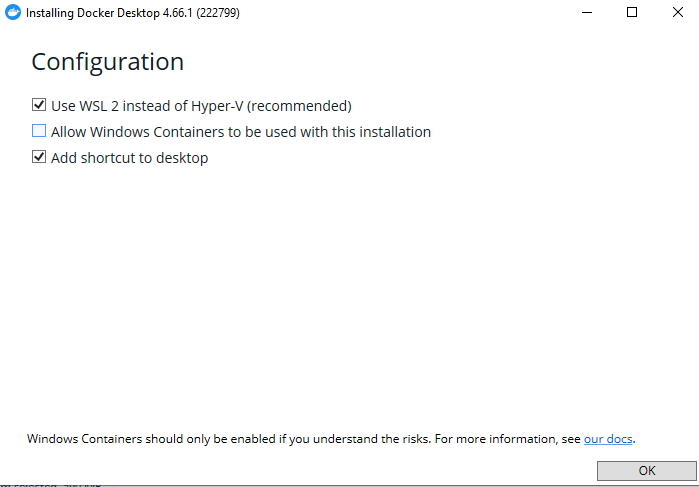 Installing Docker Desktop 4.66.1 (222799)
Configuration
Use WSL 2 instead of Hyper-V (recommended)
Allow Windows Containers to be used with this installation
Add shortcut to desktop
Windows Containers should only be enabled if you understand the risks. For more information, see our docs.
OK